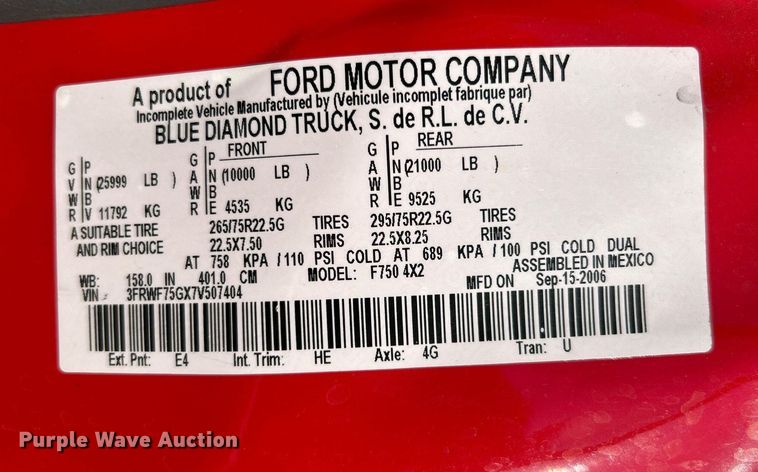 A product of FORD MOTOR COMPANY
Incomplete Vehicle Manufactured by (Vehicule incomplet fabrique par)
BLUE DIAMOND TRUCK, S. de R.L. de C.V.
FRONT REAR
G P G P G P
V N (25999 LB ) A N (10000 LB ) A N (21000 LB )
W B W B W B
R V 11792 KG R E 4535 KG R E 9525 KG
A SUITABLE TIRE 265/75R22.5G TIRES 295/75R22.5G TIRES
AND RIM CHOICE 22.5X7.50 RIMS 22.5X8.25 RIMS
AT 758 KPA / 110 PSI COLD AT 689 KPA / 100 PSI COLD DUAL
WB: 158.0 IN 401.0 CM MODEL: F750 4X2 ASSEMBLED IN MEXICO
VIN: 3FRWF75GX7V507404 MFD ON Sep-15-2006
Ext. Pnt: E4 Int. Trim: HE Axle: 4G Tran: U
Purple Wave Auction